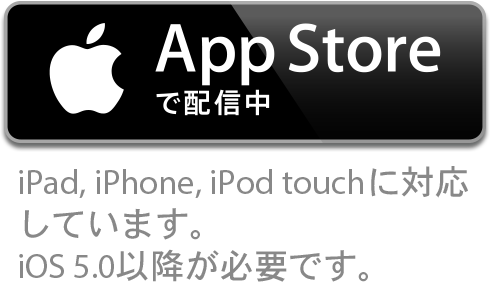 App Store
で配信中
iPad, iPhone, iPod touchに対応
しています。
iOS 5.0以降が必要です。